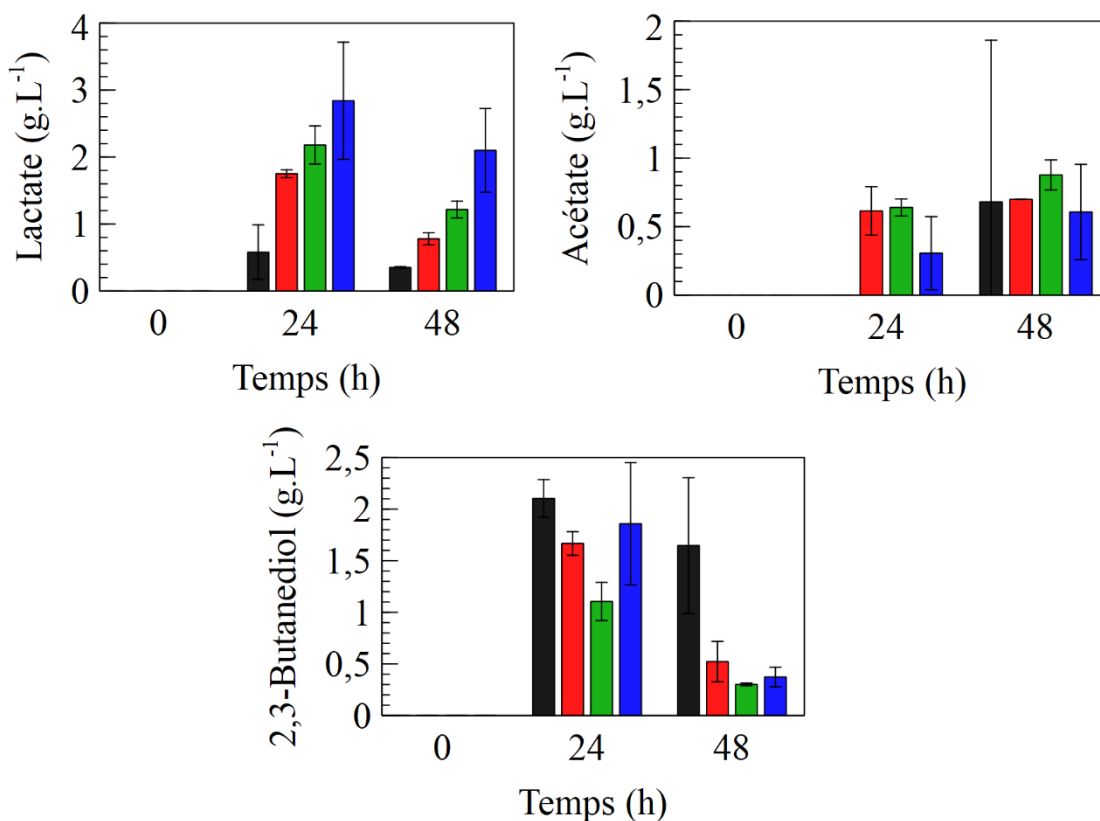 Lactate (g.L⁻¹)
4
3
2
1
0
0 24 48
Temps (h)
Acétate (g.L⁻¹)
2
1,5
1
0,5
0
0 24 48
Temps (h)
2,3-Butanediol (g.L⁻¹)
2,5
2
1,5
1
0,5
0
0 24 48
Temps (h)